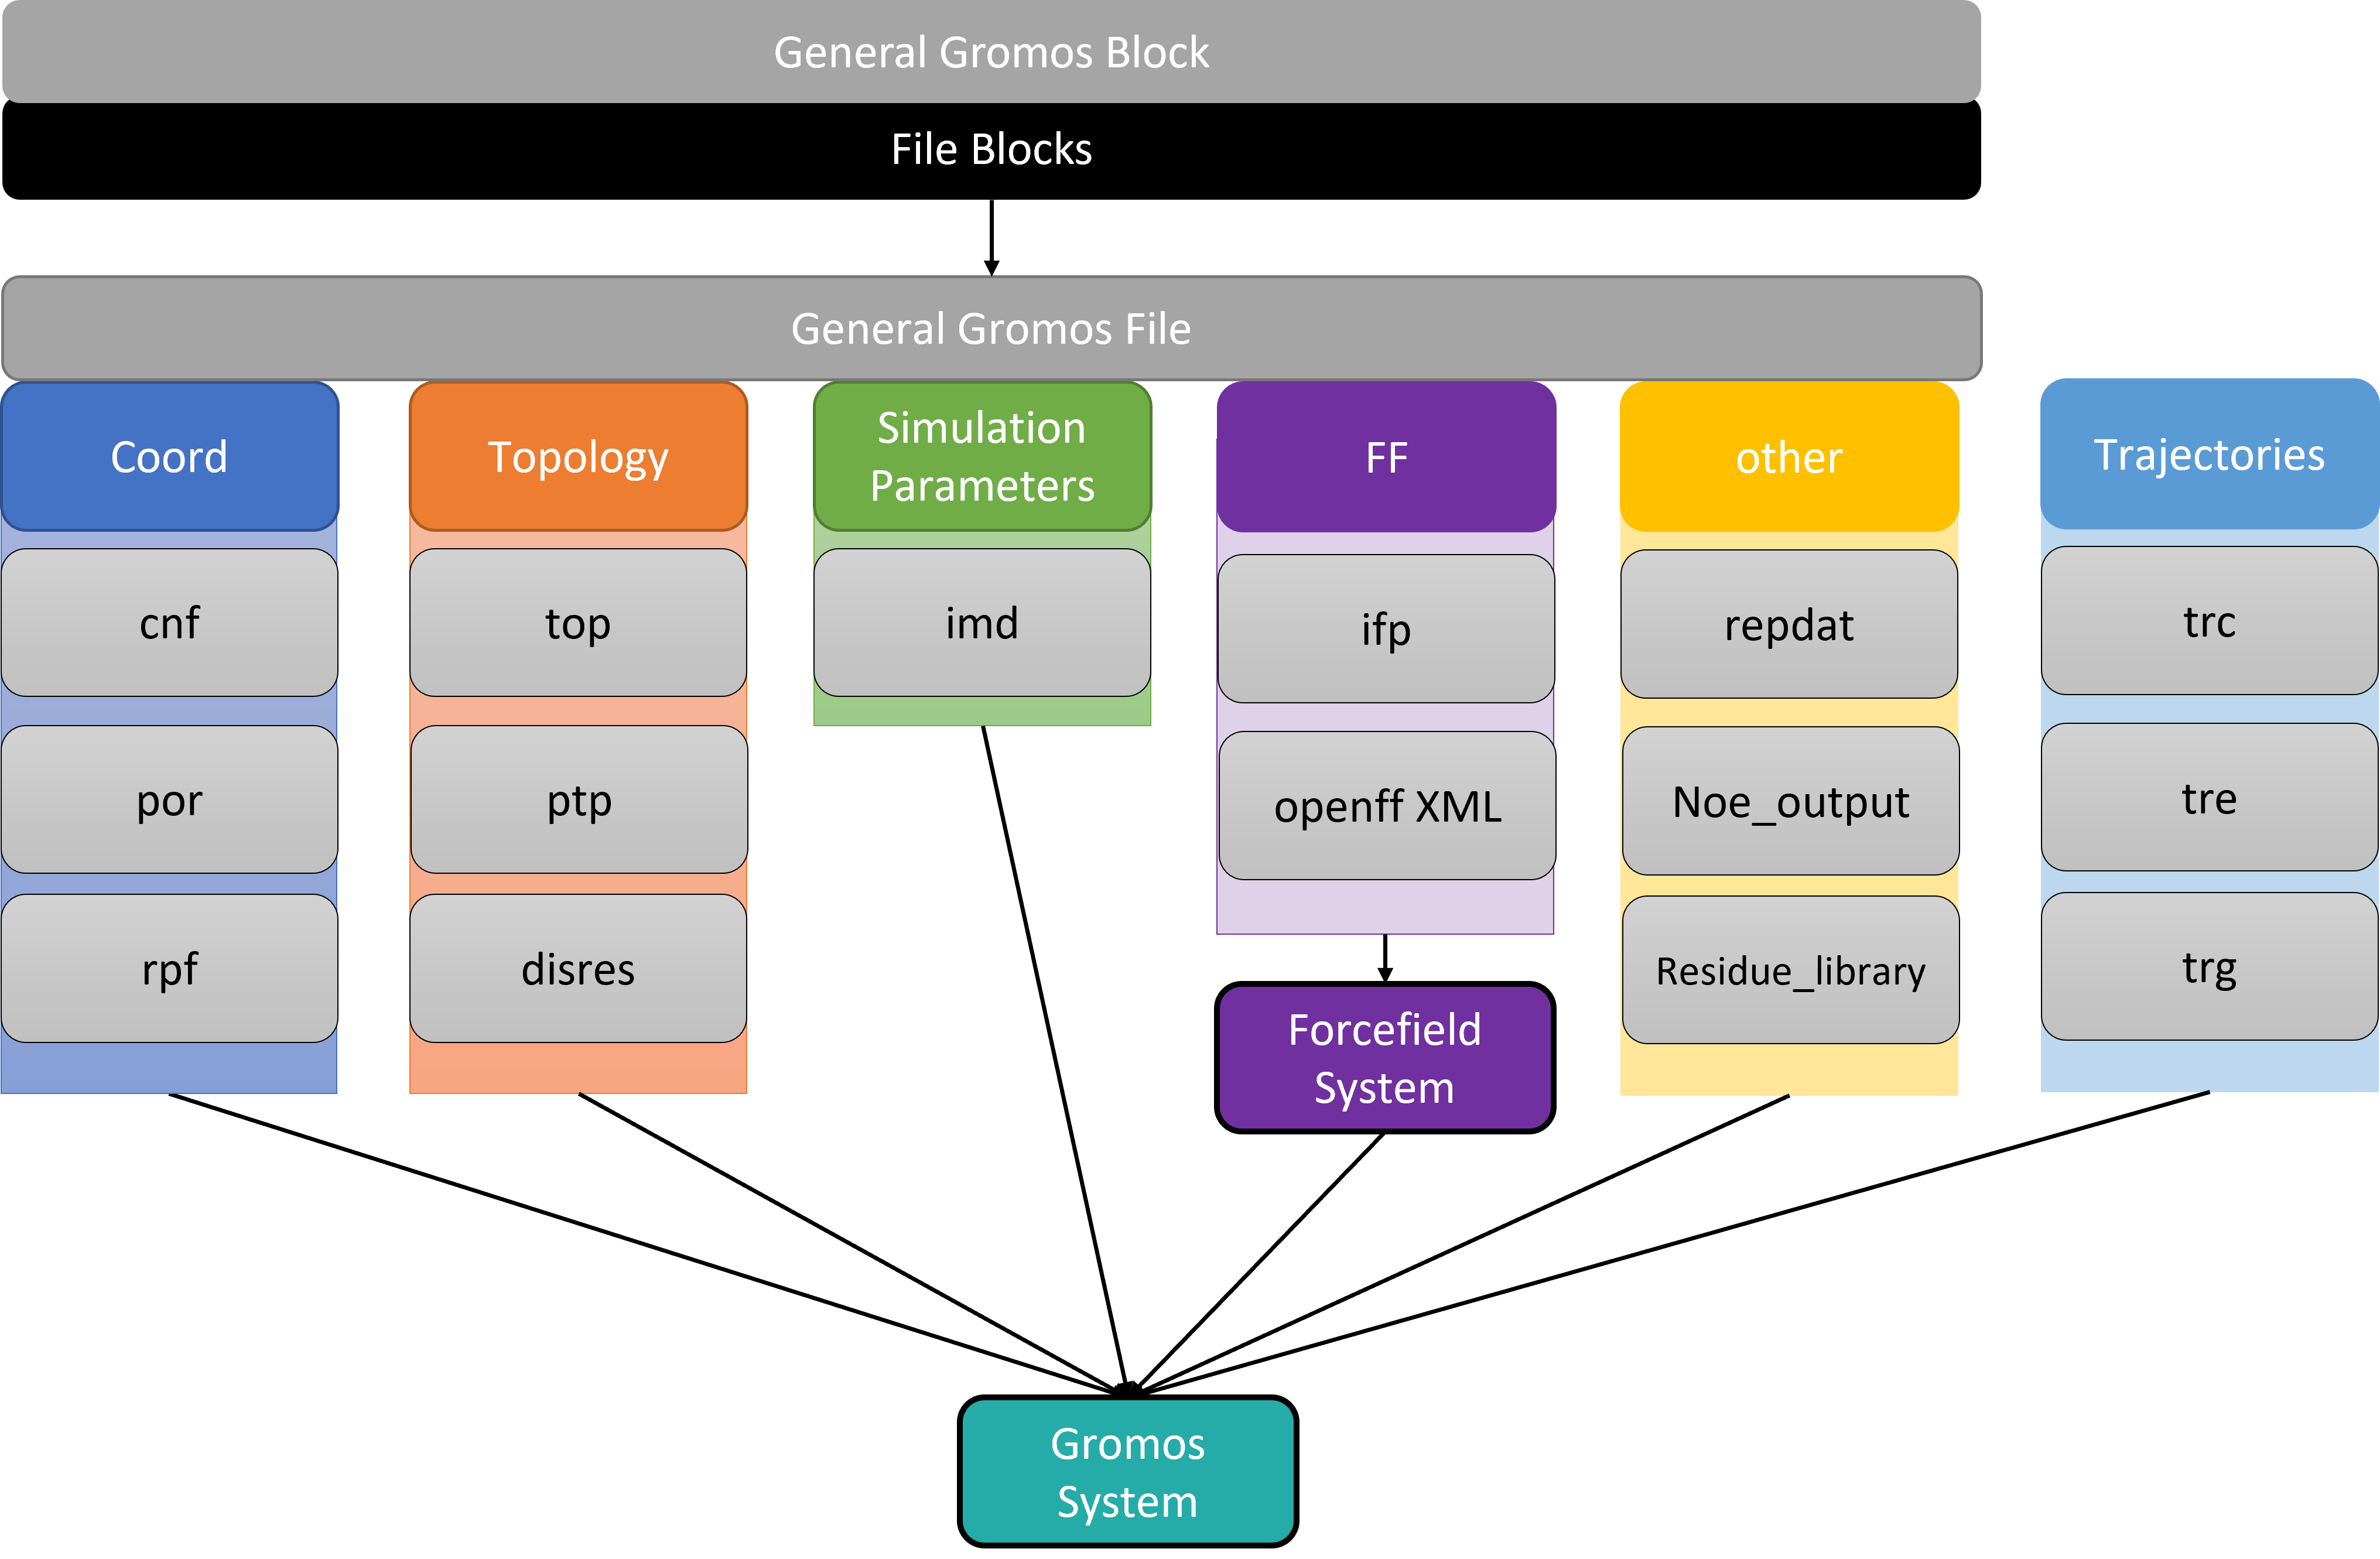 General Gromos Block
File Blocks
General Gromos File
Coord
cnf
por
rpf
Topology
top
ptp
disres
Simulation
Parameters
imd
FF
ifp
openff XML
Forcefield
System
other
repdat
Noe_output
Residue_library
Trajectories
trc
tre
trg
Gromos
System